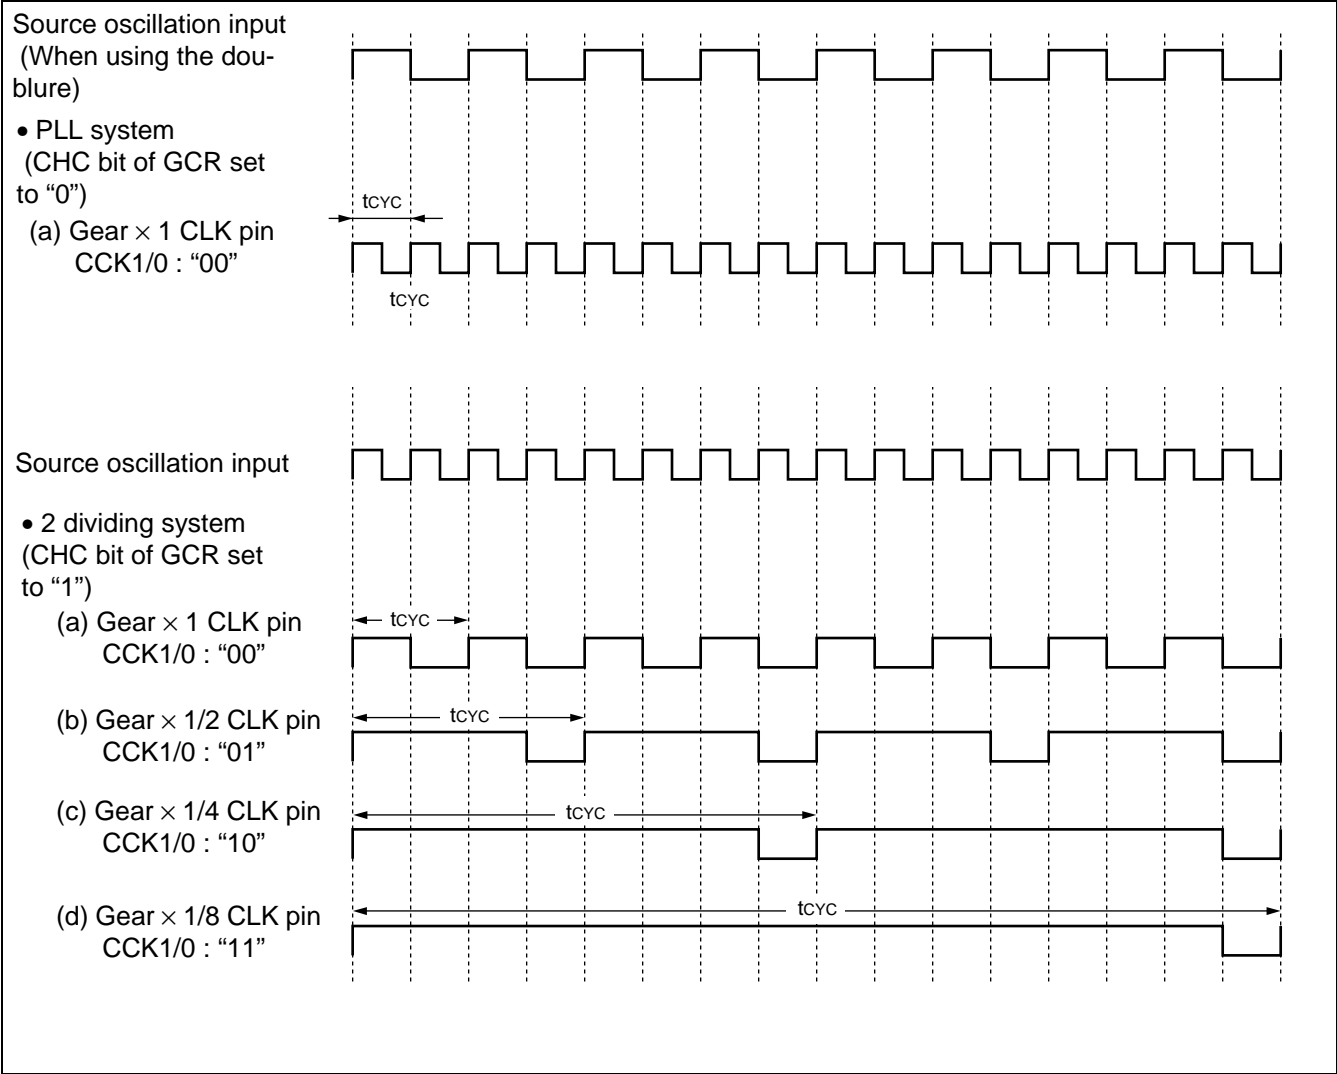 Source oscillation input
(When using the dou-
blure)
• PLL system
(CHC bit of GCR set
to “0”)
tCYC
(a) Gear × 1 CLK pin
CCK1/0 : “00”
tCYC
Source oscillation input
• 2 dividing system
(CHC bit of GCR set
to “1”)
(a) Gear × 1 CLK pin
CCK1/0 : “00”
tCYC
(b) Gear × 1/2 CLK pin
CCK1/0 : “01”
tCYC
(c) Gear × 1/4 CLK pin
CCK1/0 : “10”
tCYC
(d) Gear × 1/8 CLK pin
CCK1/0 : “11”
tCYC